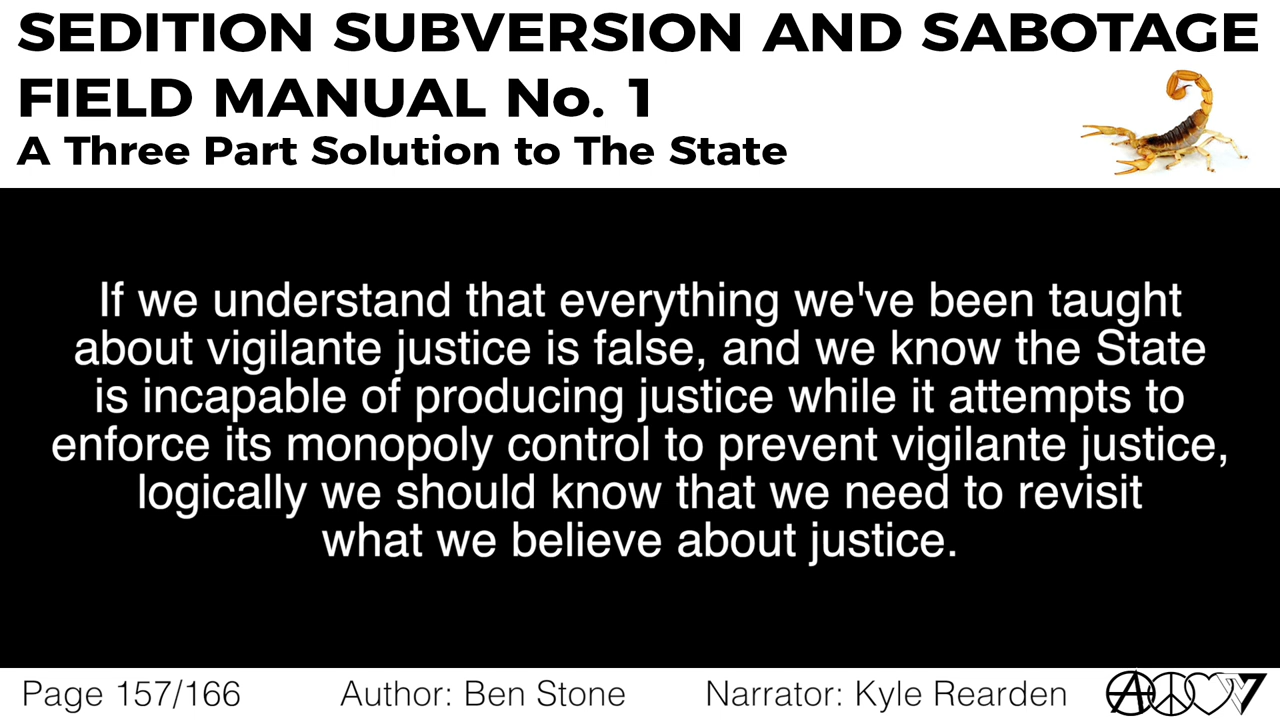 SEDITION SUBVERSION AND SABOTAGE
FIELD MANUAL No. 1
A Three Part Solution to The State
If we understand that everything we've been taught
about vigilante justice is false, and we know the State
is incapable of producing justice while it attempts to
enforce its monopoly control to prevent vigilante justice,
logically we should know that we need to revisit
what we believe about justice.
Page 157/166 Author: Ben Stone Narrator: Kyle Rearden